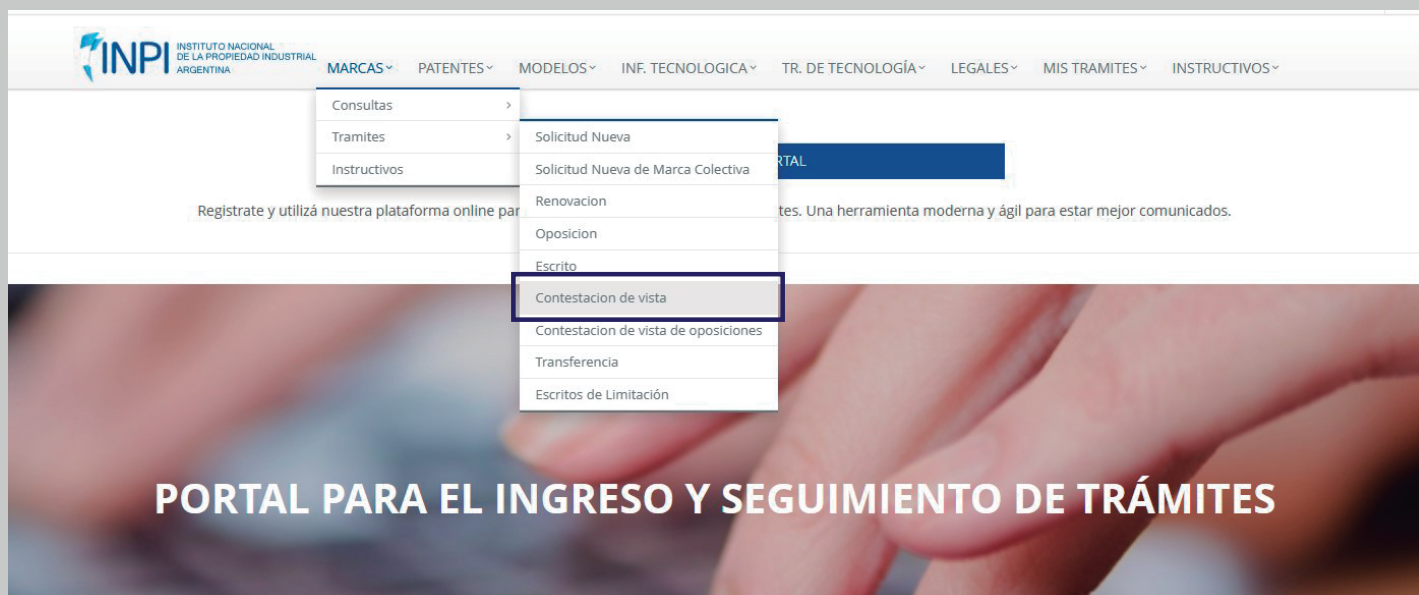 INPI INSTITUTO NACIONAL
DE LA PROPIEDAD INDUSTRIAL
ARGENTINA
MARCAS PATENTES MODELOS INF. TECNOLOGICA TR. DE TECNOLOGÍA LEGALES MIS TRAMITES INSTRUCTIVOS
Consultas
Tramites
Instructivos
Solicitud Nueva
Solicitud Nueva de Marca Colectiva
Renovacion
Oposicion
Escrito
Contestacion de vista
Contestacion de vista de oposiciones
Transferencia
Escritos de Limitación
RTAL
Registrate y utilizá nuestra plataforma online par tes. Una herramienta moderna y ágil para estar mejor comunicados.
PORTAL PARA EL INGRESO Y SEGUIMIENTO DE TRÁMITES